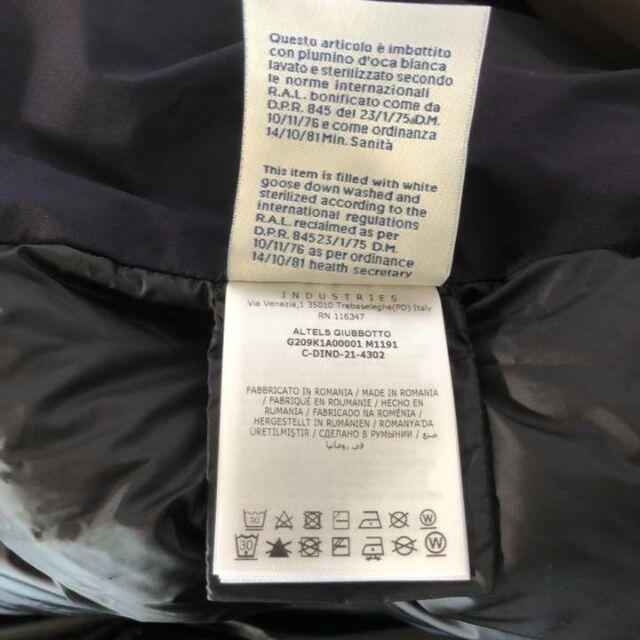 Questo articolo è imbottito
con piumino d'oca bianca
lavato e sterilizzato secondo
le norme internazionali
R.A.L. bonificato come da
D.P.R. 845 del 23/1/75 D.M.
10/11/76 e come ordinanza
14/10/81 Min. Sanità
This item is filled with white
goose down washed and
sterilized according to the
international regulations
R.A.L. reclaimed as per
D.P.R. 84523/1/75 D.M.
10/11/76 as per ordinance
14/10/81 health secretary
INDUSTRIES
Via Venezia,1 35010 Trebaseleghe(PD) Italy
RN 116347
ALTELS GIUBBOTTO
G209K1A00001 M1191
C-DIND-21-4302
FABBRICATO IN ROMANIA / MADE IN ROMANIA
/ FABRIQUÉ EN ROUMANIE / HECHO EN
RUMANIA / FABRICADO NA ROMÉNIA /
HERGESTELLT IN RUMÄNIEN / ROMANYA'DA
ÜRETILMIŞTIR / СДЕЛАНО В РУМЫНИИ / صنع
في رومانيا
30 W
30 W